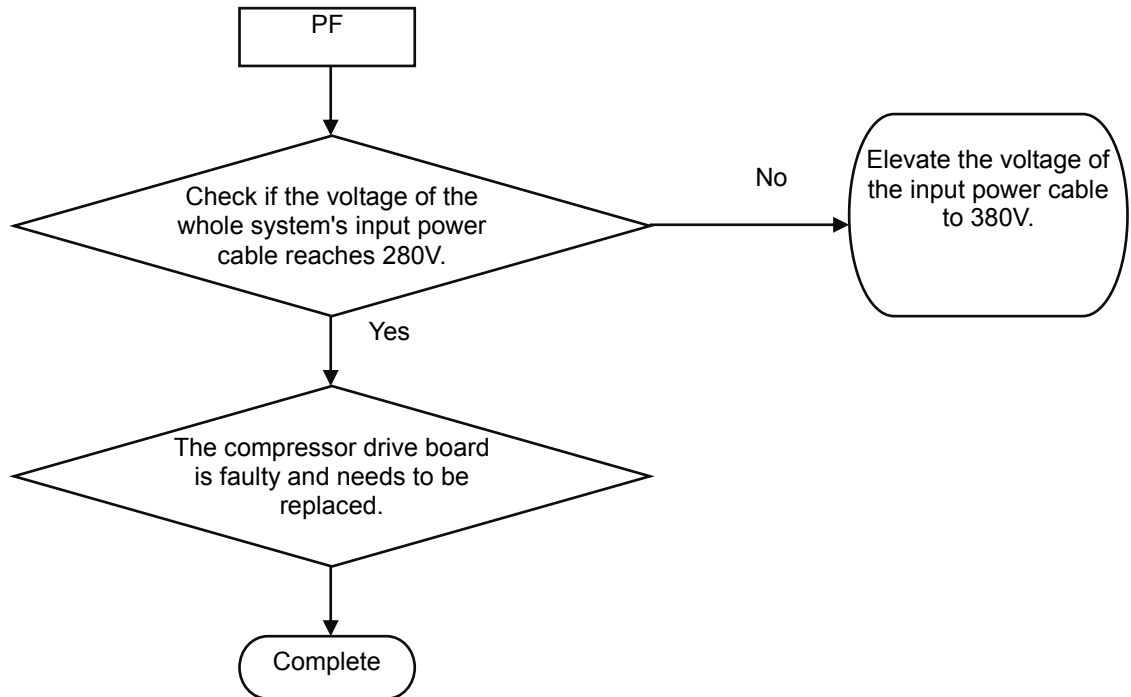 PF
Check if the voltage of the
whole system's input power
cable reaches 280V.
No
Elevate the voltage of
the input power cable
to 380V.
Yes
The compressor drive board
is faulty and needs to be
replaced.
Complete